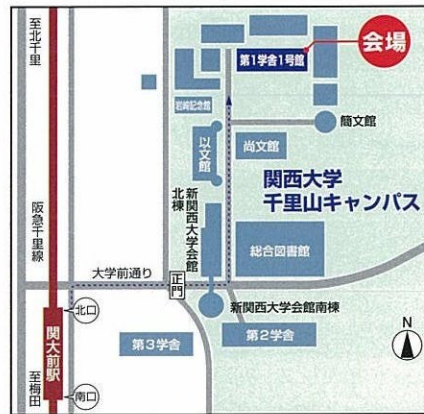 至北千里
第1学舎1号館
会場
岩崎記念館
簡文館
以文館
尚文館
関西大学
千里山キャンパス
阪急千里線
新関西大学会館
北棟
総合図書館
大学前通り
正門
北口
新関西大学会館南棟
関大前駅
第3学舎
第2学舎
N
至梅田
南口